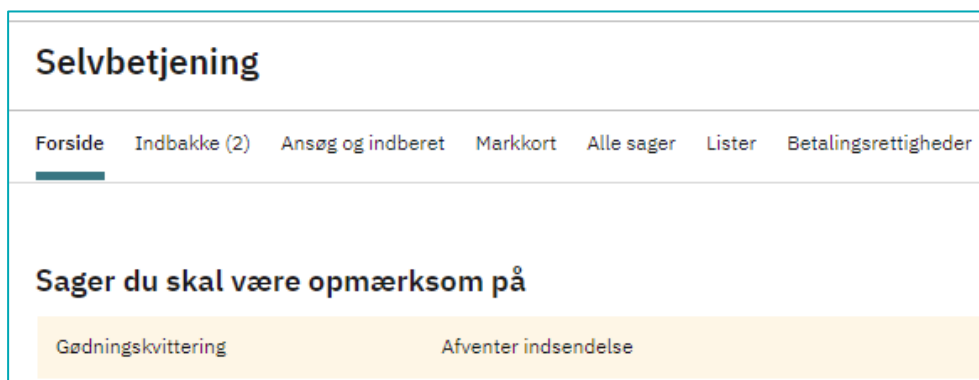 Selvbetjening
Forside Indbakke (2) Ansøg og indberet Markkort Alle sager Lister Betalingsrettigheder
Sager du skal være opmærksom på
Gødningskvittering Afventer indsendelse